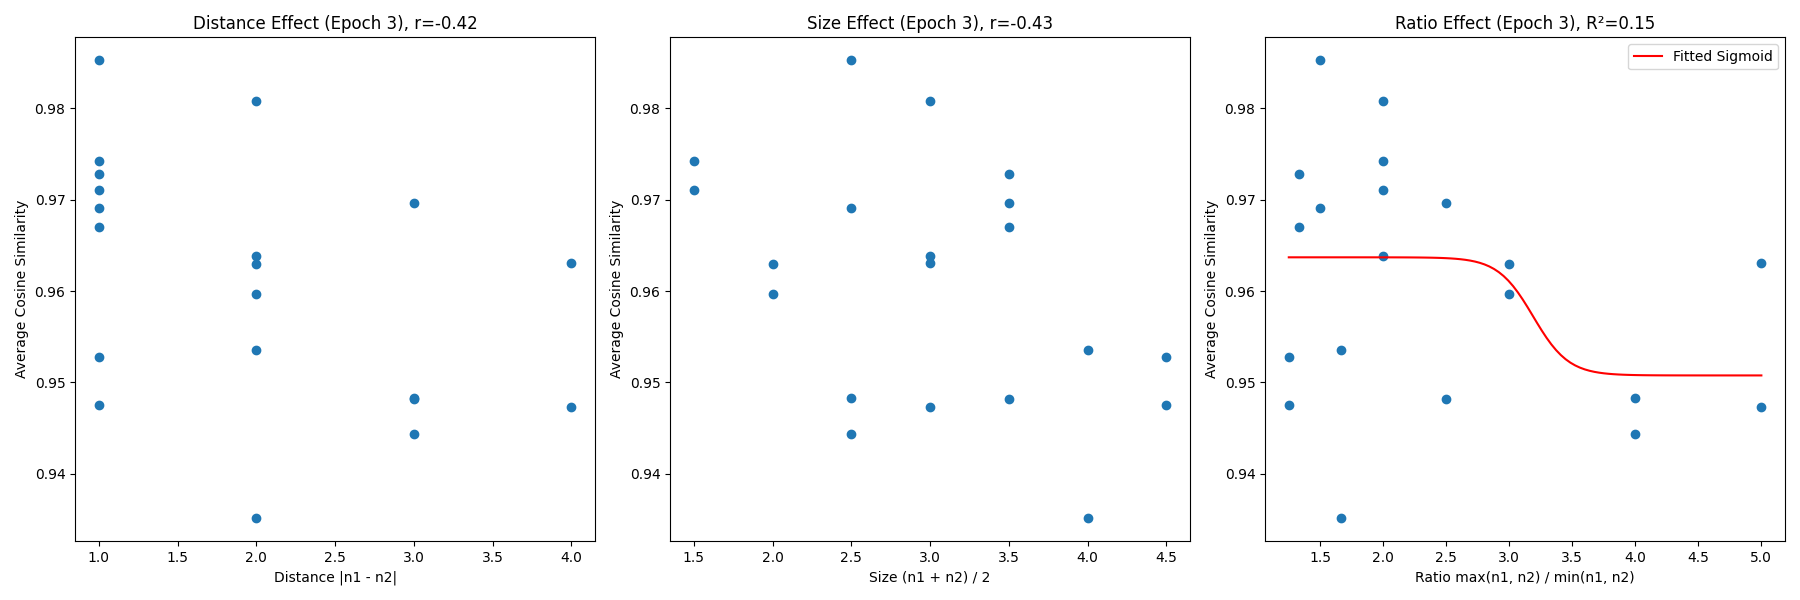 Distance Effect (Epoch 3), r=-0.42
Average Cosine Similarity
0.98
0.97
0.96
0.95
0.94
1.0 1.5 2.0 2.5 3.0 3.5 4.0
Distance |n1 - n2|
Size Effect (Epoch 3), r=-0.43
Average Cosine Similarity
0.98
0.97
0.96
0.95
0.94
1.5 2.0 2.5 3.0 3.5 4.0 4.5
Size (n1 + n2) / 2
Ratio Effect (Epoch 3), R²=0.15
Fitted Sigmoid
Average Cosine Similarity
0.98
0.97
0.96
0.95
0.94
1.5 2.0 2.5 3.0 3.5 4.0 4.5 5.0
Ratio max(n1, n2) / min(n1, n2)